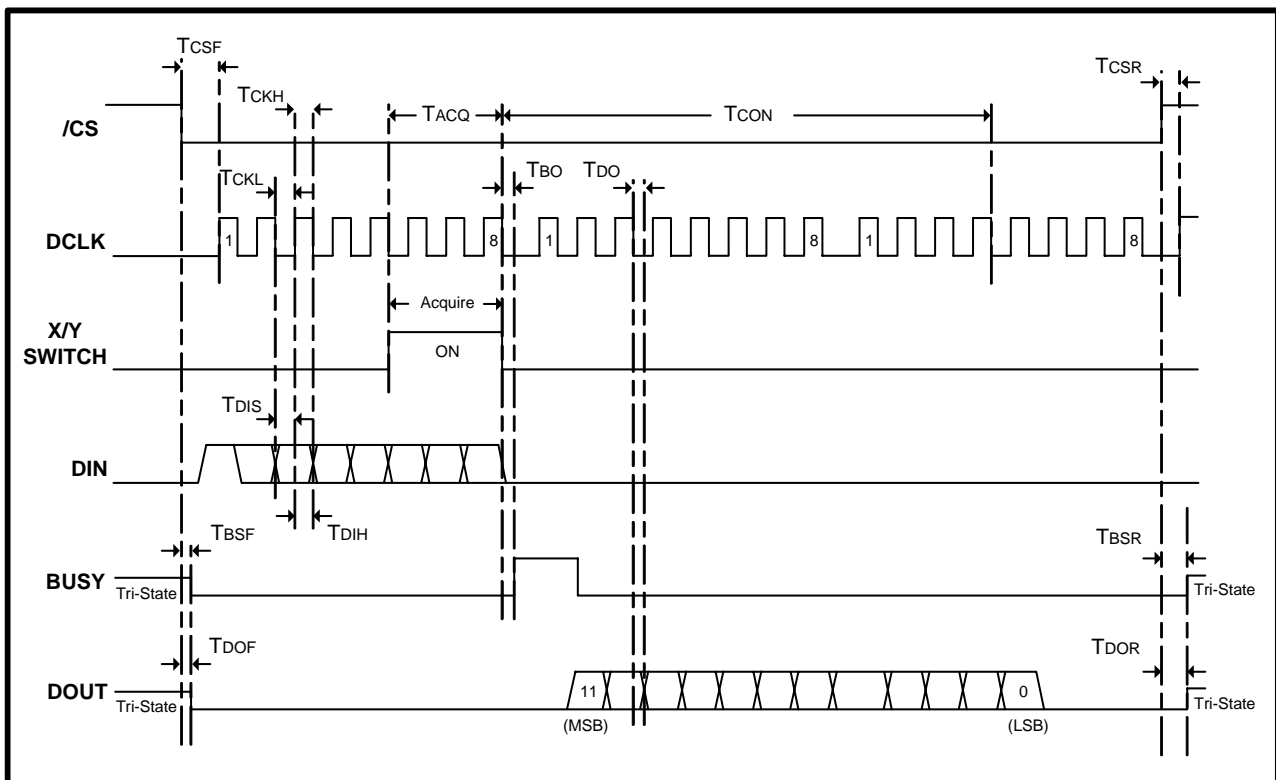 TCSF
TCSR
TCKH
TACQ
TCON
/CS
TCKL
TBO
TDO
DCLK
1
8
1
8
1
8
Acquire
X/Y
SWITCH
ON
TDIS
DIN
TDIH
TBSF
TBSR
BUSY
Tri-State
Tri-State
TDOF
TDOR
DOUT
11
0
Tri-State
Tri-State
(MSB)
(LSB)